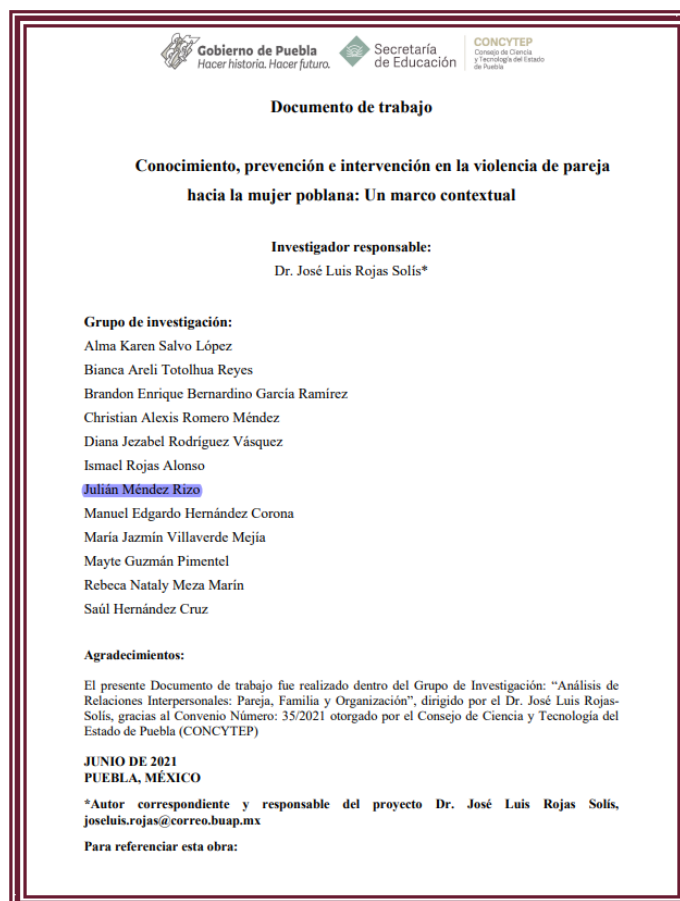 Gobierno de Puebla
Hacer historia. Hacer futuro.
Secretaría
de Educación
CONCYTEP
Consejo de Ciencia
y Tecnología del Estado
de Puebla
Documento de trabajo
Conocimiento, prevención e intervención en la violencia de pareja
hacia la mujer poblana: Un marco contextual
Investigador responsable:
Dr. José Luis Rojas Solís*
Grupo de investigación:
Alma Karen Salvo López
Bianca Areli Totolhua Reyes
Brandon Enrique Bernardino García Ramírez
Christian Alexis Romero Méndez
Diana Jezabel Rodríguez Vásquez
Ismael Rojas Alonso
Julián Méndez Rizo
Manuel Edgardo Hernández Corona
María Jazmín Villaverde Mejía
Mayte Guzmán Pimentel
Rebeca Nataly Meza Marín
Saúl Hernández Cruz
Agradecimientos:
El presente Documento de trabajo fue realizado dentro del Grupo de Investigación: “Análisis de
Relaciones Interpersonales: Pareja, Familia y Organización”, dirigido por el Dr. José Luis Rojas-
Solís, gracias al Convenio Número: 35/2021 otorgado por el Consejo de Ciencia y Tecnología del
Estado de Puebla (CONCYTEP)
JUNIO DE 2021
PUEBLA, MÉXICO
*Autor correspondiente y responsable del proyecto Dr. José Luis Rojas Solís,
joseluis.rojas@correo.buap.mx
Para referenciar esta obra: